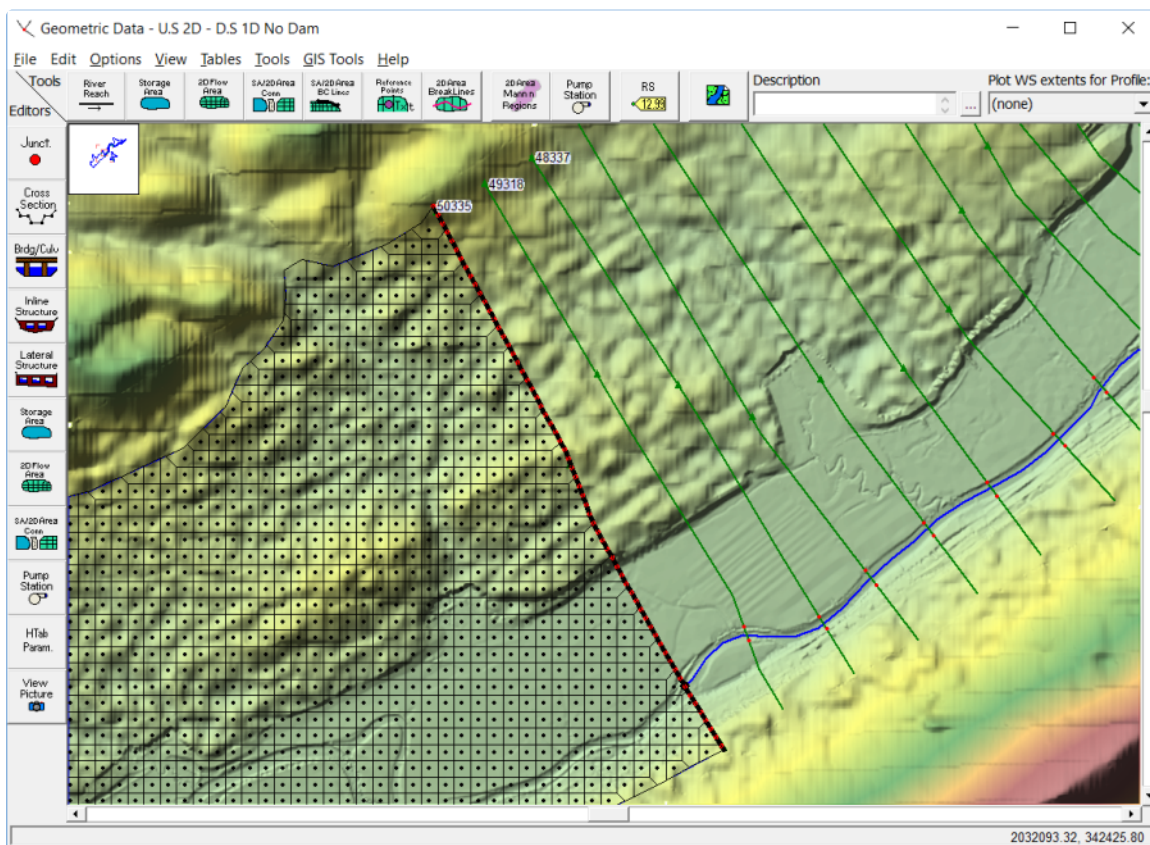 Geometric Data - U.S 2D - D.S 1D No Dam
File Edit Options View Tables Tools GIS Tools Help
Tools
Editors
River
Reach
Storage
Area
2D Flow
Area
SA/2D Area
Conn
SA/2D Area
BC Lines
Reference
Points
2D Area
BreakLines
2D Area
Mann n
Regions
Pump
Station
RS
12.99
Description
...
Plot WS extents for Profile:
(none)
Junct.
Cross
Section
Brdg/Culv
Inline
Structure
Lateral
Structure
Storage
Area
2D Flow
Area
SA/2D Area
Conn
Pump
Station
HTab
Param.
View
Picture
48337
49318
50335
2032093.32, 342425.80